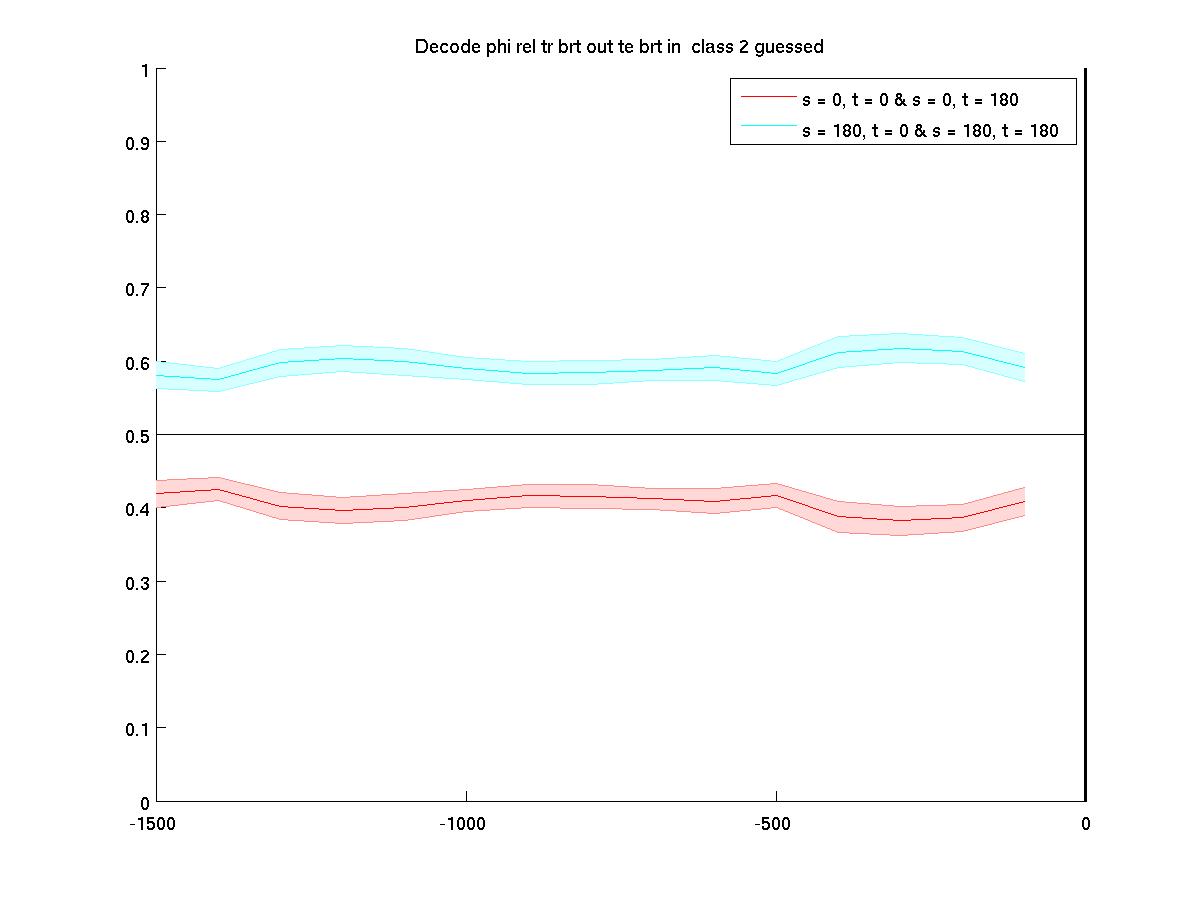 Decode phi rel tr brt out te brt in  class 2 guessed
s = 0, t = 0 & s = 0, t = 180
s = 180, t = 0 & s = 180, t = 180
1
0.9
0.8
0.7
0.6
0.5
0.4
0.3
0.2
0.1
0
-1500 -1000 -500 0